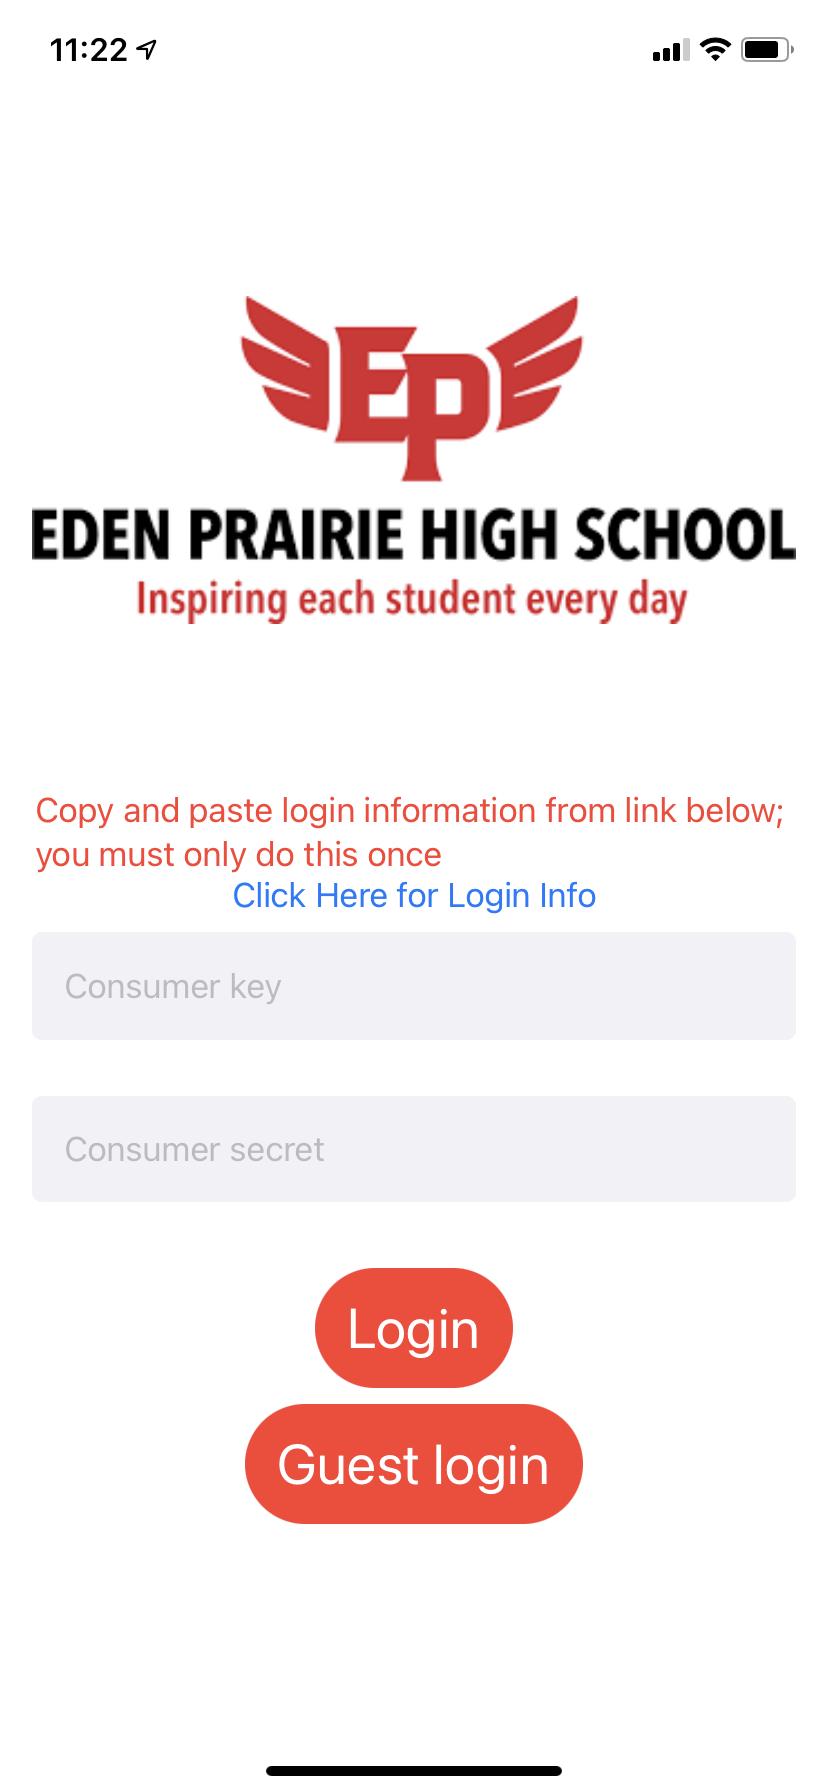 11:22
EP
EDEN PRAIRIE HIGH SCHOOL
Inspiring each student every day
Copy and paste login information from link below;
you must only do this once
Click Here for Login Info
Consumer key
Consumer secret
Login
Guest login